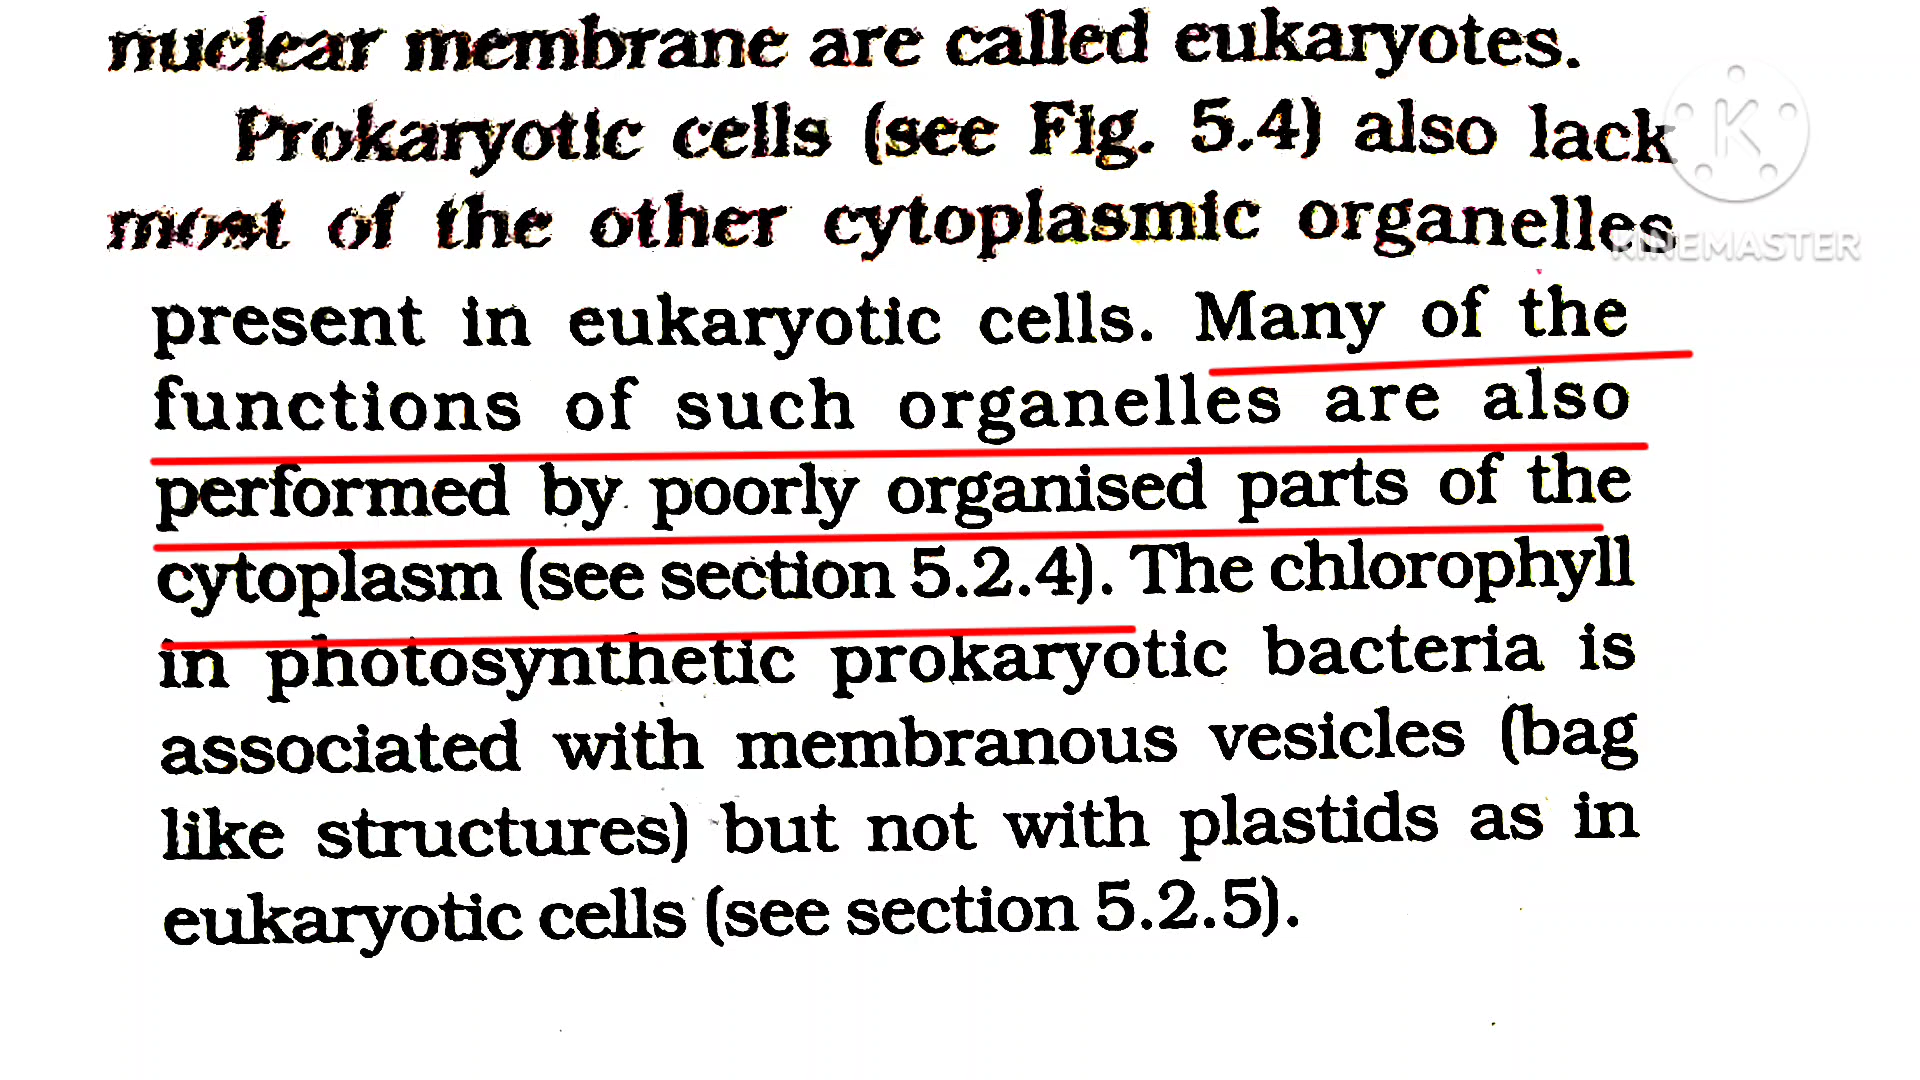 nuclear membrane are called eukaryotes.
Prokaryotic cells (see Fig. 5.4) also lack
most of the other cytoplasmic organelles
present in eukaryotic cells. Many of the
functions of such organelles are also
performed by poorly organised parts of the
cytoplasm (see section 5.2.4). The chlorophyll
in photosynthetic prokaryotic bacteria is
associated with membranous vesicles (bag
like structures) but not with plastids as in
eukaryotic cells (see section 5.2.5).
K
KINEMASTER